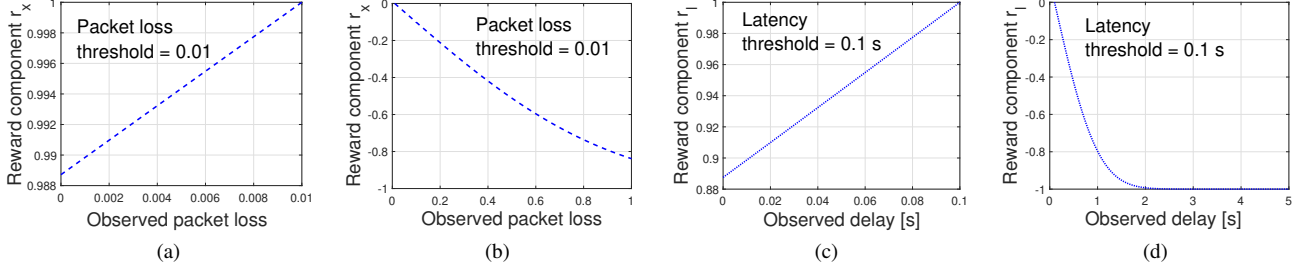 Reward component r_x
1
0.998
0.996
0.994
0.992
0.99
0.988
Packet loss
threshold = 0.01
0 0.002 0.004 0.006 0.008 0.01
Observed packet loss
(a)
Reward component r_x
0
-0.2
-0.4
-0.6
-0.8
-1
Packet loss
threshold = 0.01
0 0.2 0.4 0.6 0.8 1
Observed packet loss
(b)
Reward component r_l
1
0.98
0.96
0.94
0.92
0.9
0.88
Latency
threshold = 0.1 s
0 0.02 0.04 0.06 0.08 0.1
Observed delay [s]
(c)
Reward component r_l
0
-0.2
-0.4
-0.6
-0.8
-1
Latency
threshold = 0.1 s
0 1 2 3 4 5
Observed delay [s]
(d)